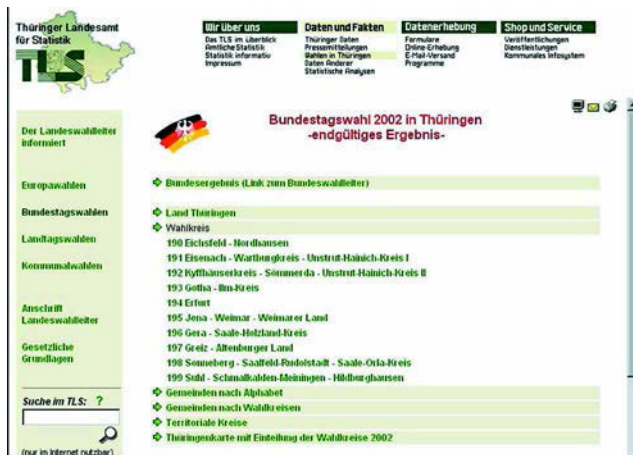 Thüringer Landesamt
für Statistik
TLS
Wir über uns
Das TLS im Überblick
Amtliche Statistik
Statistik informativ
Impressum
Daten und Fakten
Thüringer Daten
Pressemitteilungen
Wahlen in Thüringen
Daten Anderer
Statistische Analysen
Datenerhebung
Formulare
Online-Erhebung
E-Mail-Versand
Programme
Shop und Service
Veröffentlichungen
Dienstleistungen
Kommunales Infosystem
Der Landeswahlleiter
informiert
Europawahlen
Bundestagswahlen
Landtagswahlen
Kommunalwahlen
Anschrift
Landeswahlleiter
Gesetzliche
Grundlagen
Suche im TLS: ?
(nur im Internet nutzbar)
Bundestagswahl 2002 in Thüringen
-endgültiges Ergebnis-
Bundesergebnis (Link zum Bundeswahlleiter)
Land Thüringen
Wahlkreis
190 Eichsfeld - Nordhausen
191 Eisenach - Wartburgkreis - Unstrut-Hainich-Kreis I
192 Kyffhäuserkreis - Sömmerda - Unstrut-Hainich-Kreis II
193 Gotha - Ilm-Kreis
194 Erfurt
195 Jena - Weimar - Weimarer Land
196 Gera - Saale-Holzland-Kreis
197 Greiz - Altenburger Land
198 Sonneberg - Saalfeld-Rudolstadt - Saale-Orla-Kreis
199 Suhl - Schmalkalden-Meiningen - Hildburghausen
Gemeinden nach Alphabet
Gemeinden nach Wahlkreisen
Territoriale Kreise
Thüringenkarte mit Einteilung der Wahlkreise 2002